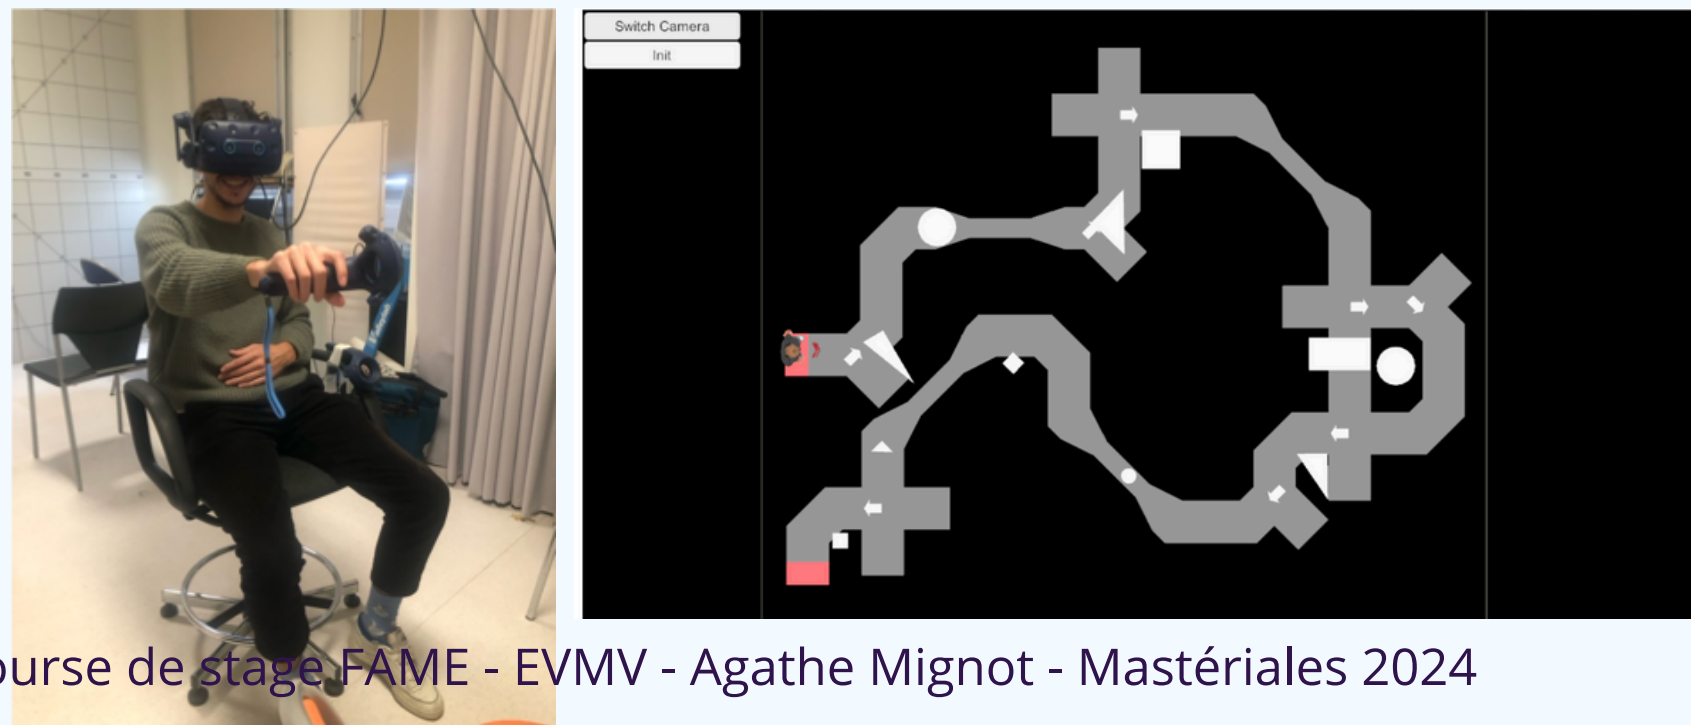 Switch Camera
Init
ourse de stage FAME - EVMV - Agathe Mignot - Mastériales 2024